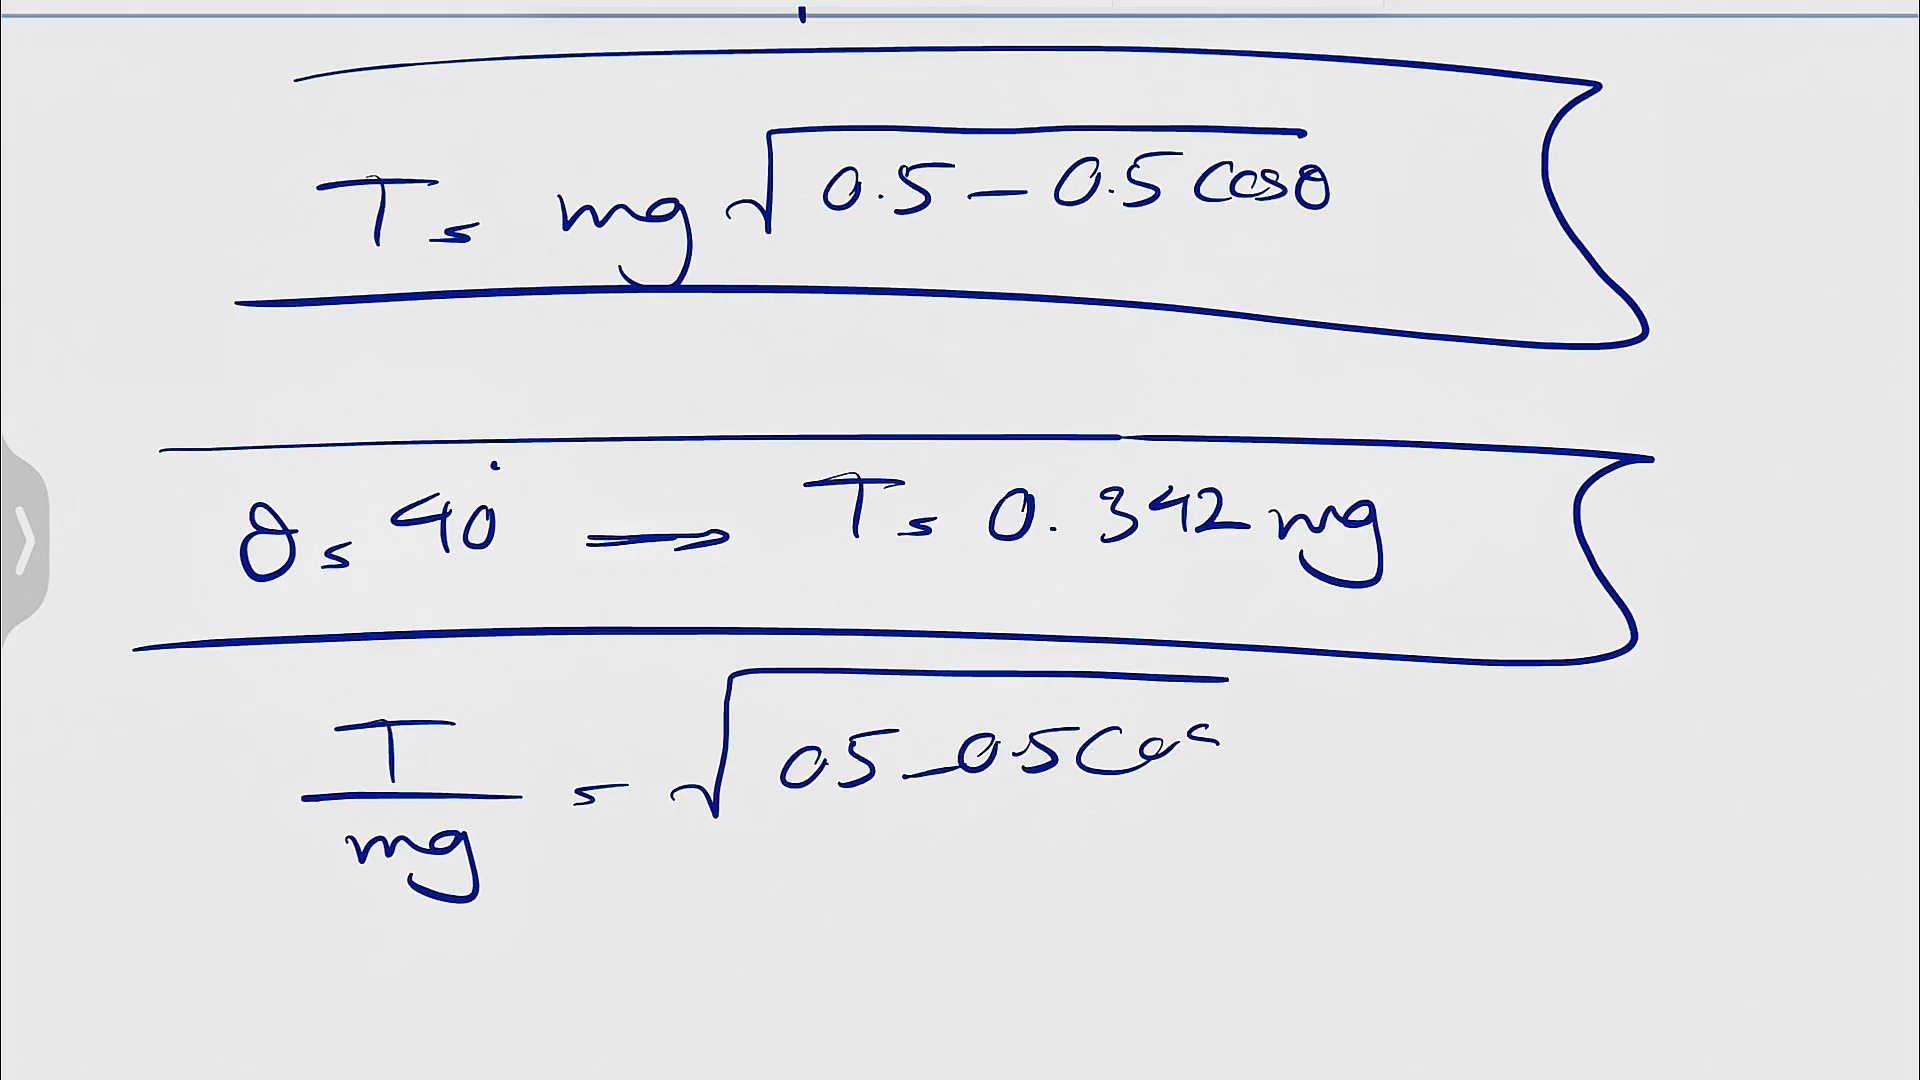 T = mg √(0.5 - 0.5 cosθ)
θ = 40° → T = 0.342 mg
T/mg = √(05 - 05 Cos